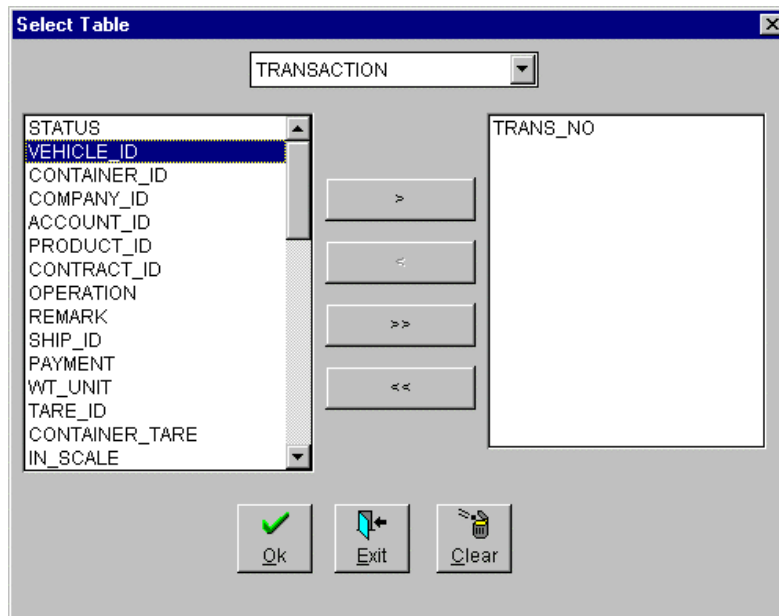 Select Table
TRANSACTION
STATUS
VEHICLE_ID
CONTAINER_ID
COMPANY_ID
ACCOUNT_ID
PRODUCT_ID
CONTRACT_ID
OPERATION
REMARK
SHIP_ID
PAYMENT
WT_UNIT
TARE_ID
CONTAINER_TARE
IN_SCALE
>
<
>>
<<
TRANS_NO
Ok
Exit
Clear